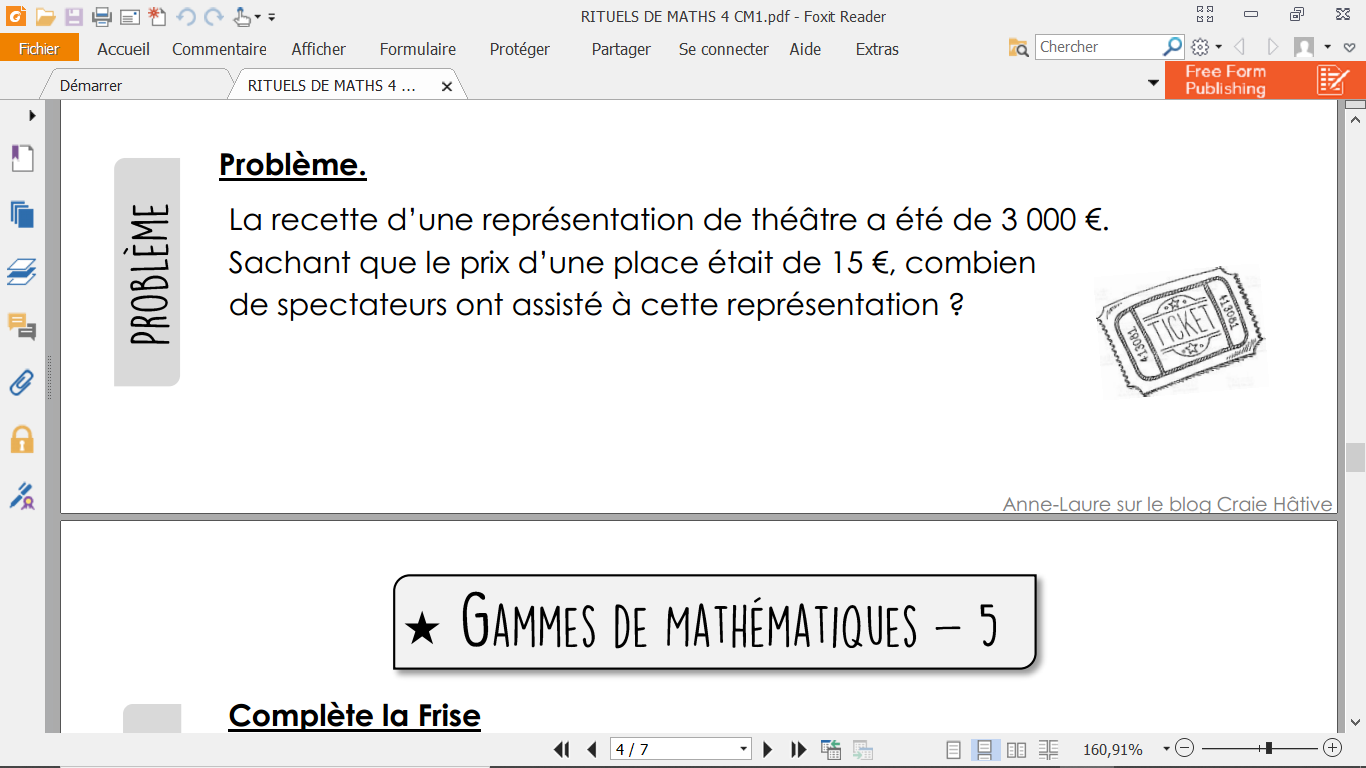 RITUELS DE MATHS 4 CM1.pdf - Foxit Reader
Fichier Accueil Commentaire Afficher Formulaire Protéger Partager Se connecter Aide Extras Chercher
Démarrer RITUELS DE MATHS 4 ... Free Form
Publishing
PROBLÈME
Problème.
La recette d’une représentation de théâtre a été de 3 000 €.
Sachant que le prix d’une place était de 15 €, combien
de spectateurs ont assisté à cette représentation ?
413081 TICKET 413081
Anne-Laure sur le blog Craie Hâtive
★ GAMMES DE MATHÉMATIQUES – 5
Complète la Frise
4 / 7 160,91%